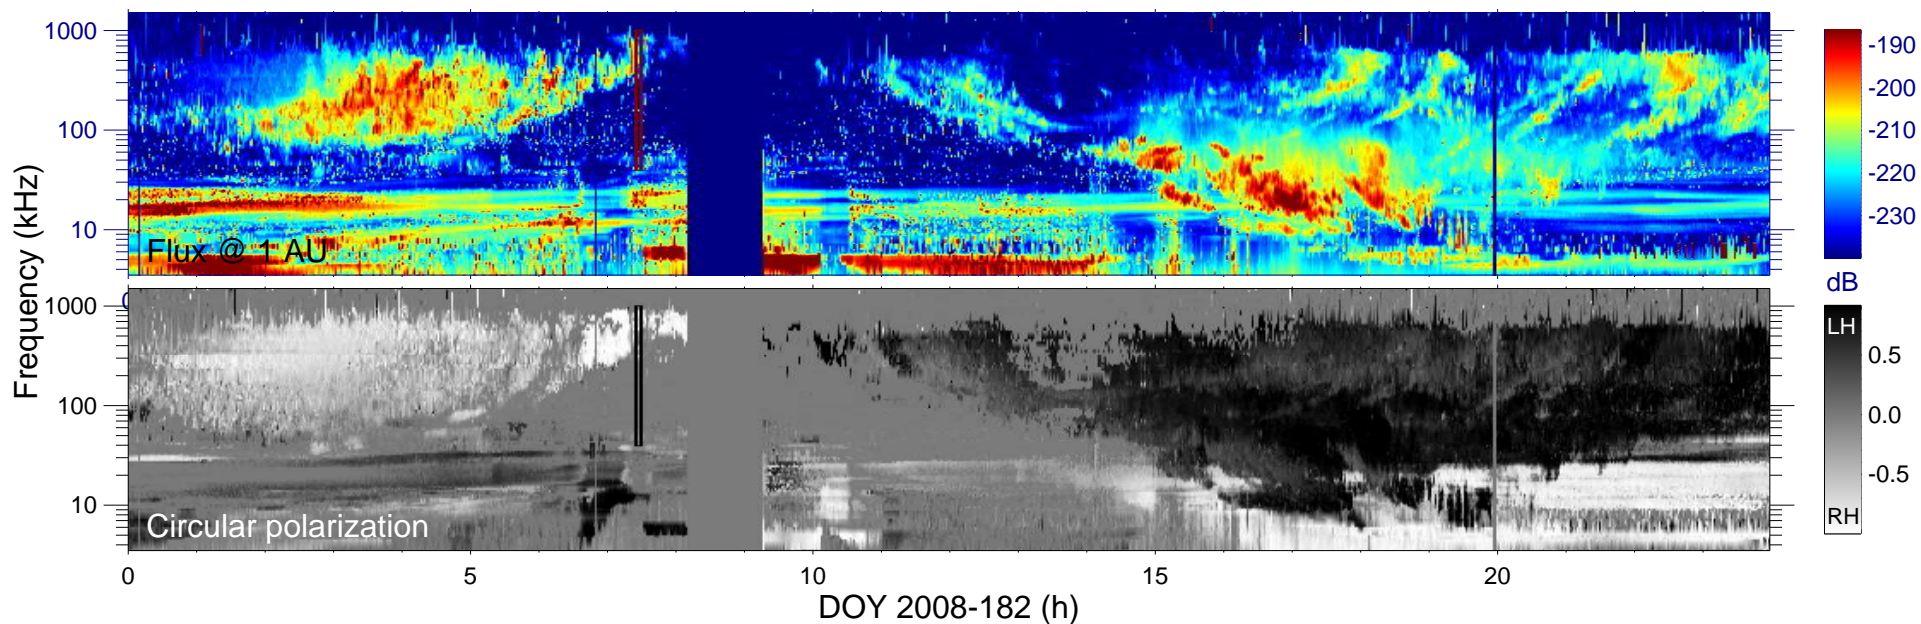 1000
100
10
Flux @ 1 AU
-190
-200
-210
-220
-230
dB
Frequency (kHz)
0
1000
100
10
Circular polarization
LH
0.5
0.0
-0.5
RH
0 5 10 15 20
DOY 2008-182 (h)